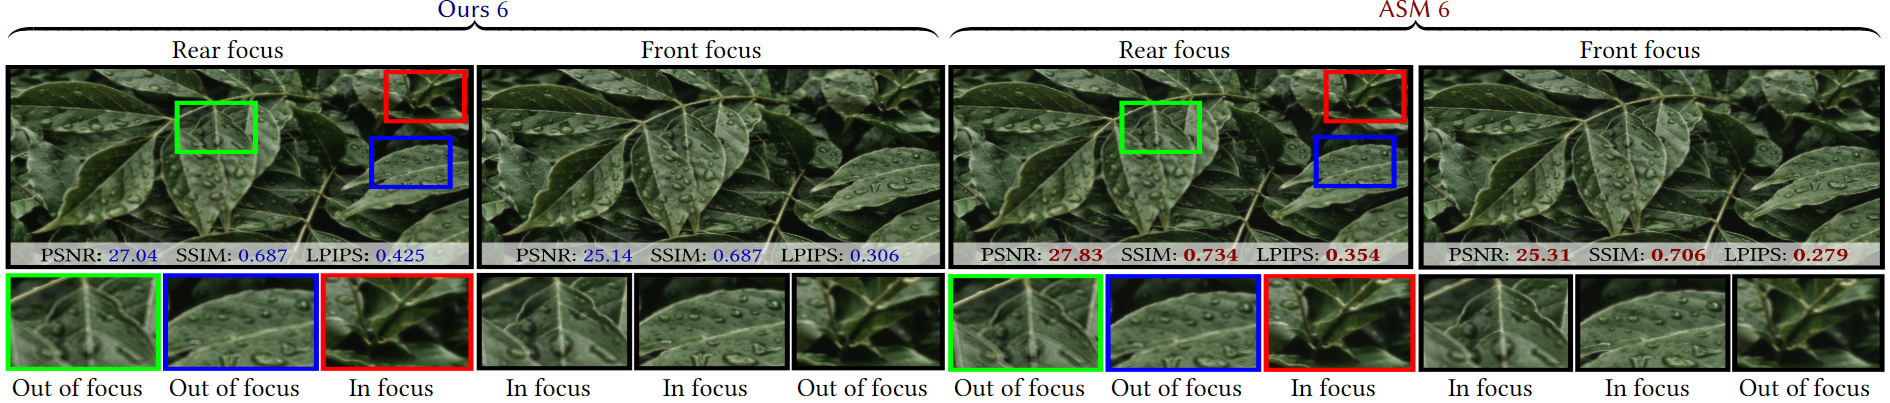 Ours 6 ASM 6
Rear focus Front focus Rear focus Front focus
PSNR: 27.04 SSIM: 0.687 LPIPS: 0.425 PSNR: 25.14 SSIM: 0.687 LPIPS: 0.306 PSNR: 27.83 SSIM: 0.734 LPIPS: 0.354 PSNR: 25.31 SSIM: 0.706 LPIPS: 0.279
Out of focus Out of focus In focus In focus In focus Out of focus Out of focus Out of focus In focus In focus In focus Out of focus